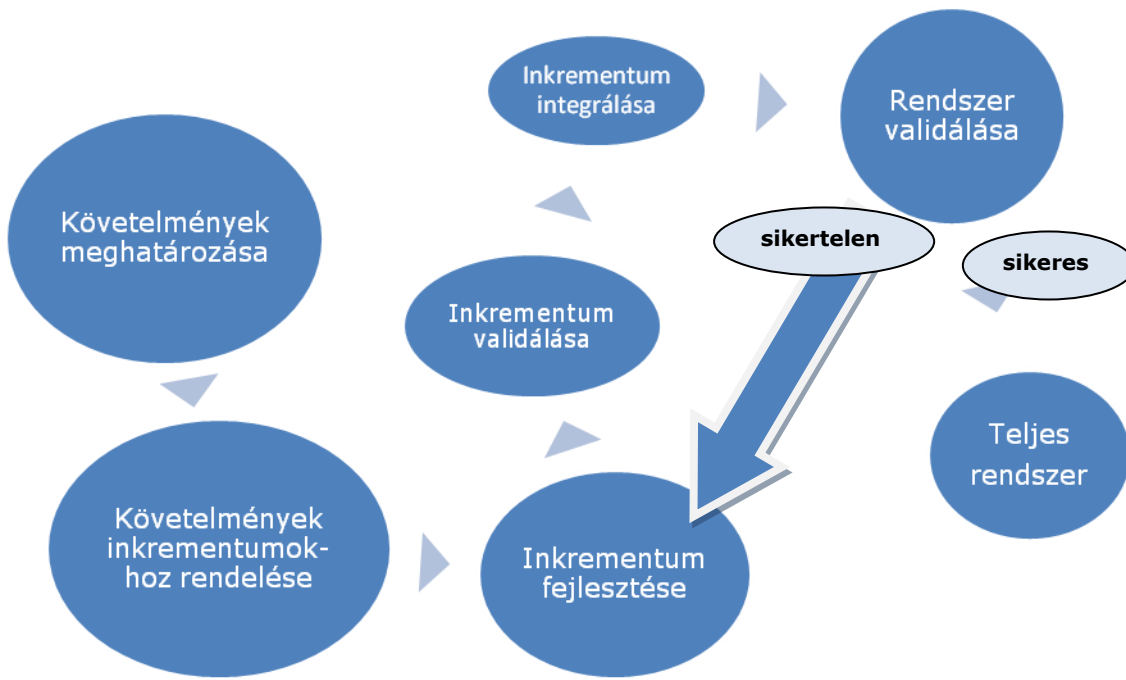 Követelmények
meghatározása
Követelmények
inkrementumok-
hoz rendelése
Inkrementum
fejlesztése
Inkrementum
validálása
Inkrementum
integrálása
Rendszer
validálása
sikertelen
sikeres
Teljes
rendszer